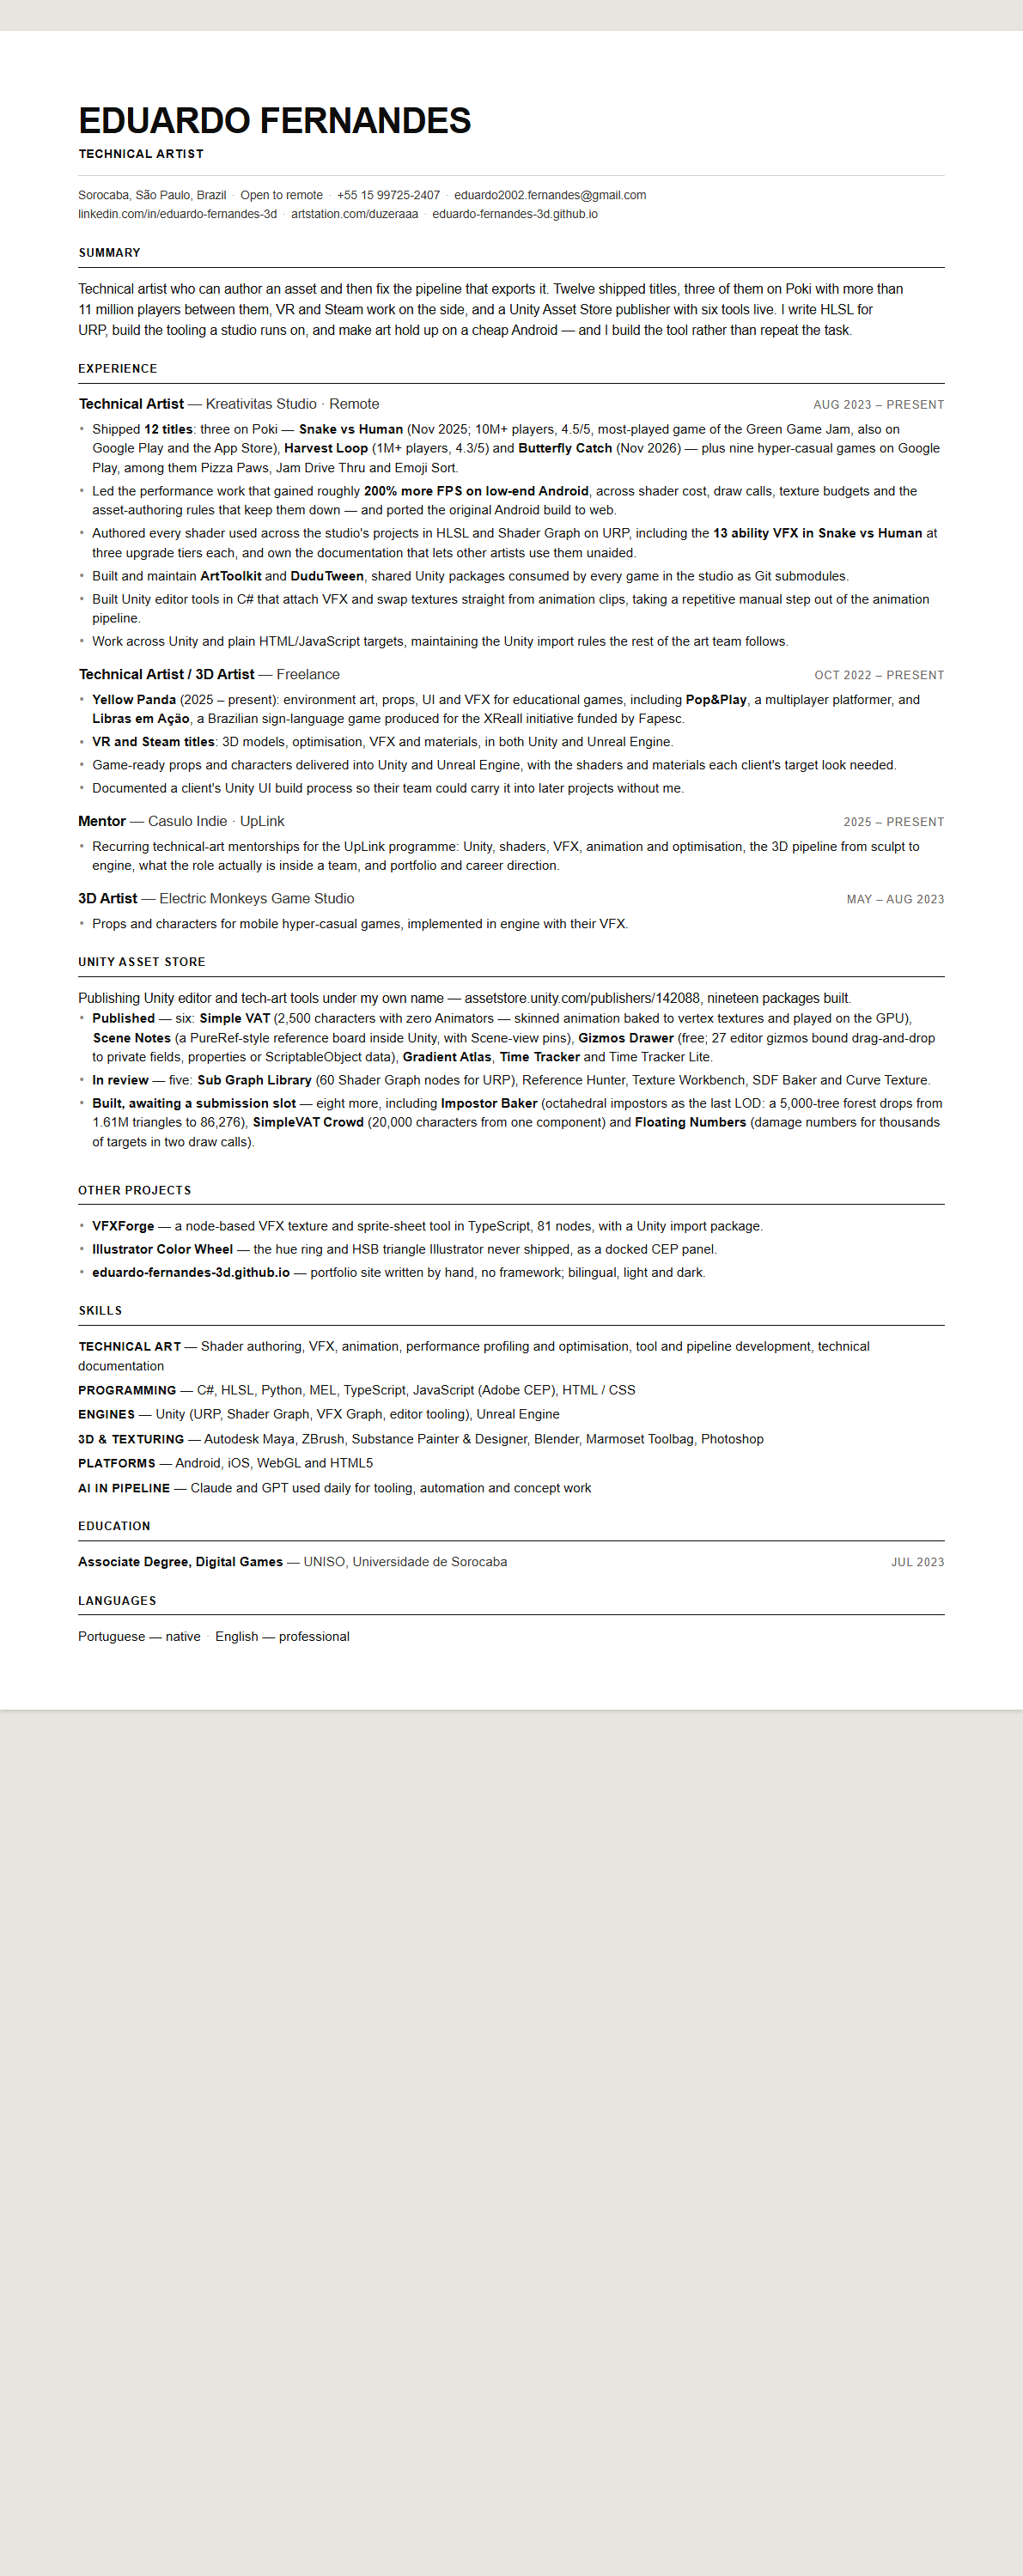 EDUARDO FERNANDES
TECHNICAL ARTIST
Sorocaba, São Paulo, Brazil · Open to remote · +55 15 99725-2407 · eduardo2002.fernandes@gmail.com
linkedin.com/in/eduardo-fernandes-3d · artstation.com/duzeraaa · eduardo-fernandes-3d.github.io
SUMMARY
Technical artist who can author an asset and then fix the pipeline that exports it. Twelve shipped titles, three of them on Poki with more than
11 million players between them, VR and Steam work on the side, and a Unity Asset Store publisher with six tools live. I write HLSL for
URP, build the tooling a studio runs on, and make art hold up on a cheap Android — and I build the tool rather than repeat the task.
EXPERIENCE
Technical Artist — Kreativitas Studio · Remote AUG 2023 – PRESENT
• Shipped 12 titles: three on Poki — Snake vs Human (Nov 2025; 10M+ players, 4.5/5, most-played game of the Green Game Jam, also on
Google Play and the App Store), Harvest Loop (1M+ players, 4.3/5) and Butterfly Catch (Nov 2026) — plus nine hyper-casual games on Google
Play, among them Pizza Paws, Jam Drive Thru and Emoji Sort.
• Led the performance work that gained roughly 200% more FPS on low-end Android, across shader cost, draw calls, texture budgets and the
asset-authoring rules that keep them down — and ported the original Android build to web.
• Authored every shader used across the studio's projects in HLSL and Shader Graph on URP, including the 13 ability VFX in Snake vs Human at
three upgrade tiers each, and own the documentation that lets other artists use them unaided.
• Built and maintain ArtToolkit and DuduTween, shared Unity packages consumed by every game in the studio as Git submodules.
• Built Unity editor tools in C# that attach VFX and swap textures straight from animation clips, taking a repetitive manual step out of the animation
pipeline.
• Work across Unity and plain HTML/JavaScript targets, maintaining the Unity import rules the rest of the art team follows.
Technical Artist / 3D Artist — Freelance OCT 2022 – PRESENT
• Yellow Panda (2025 – present): environment art, props, UI and VFX for educational games, including Pop&Play, a multiplayer platformer, and
Libras em Ação, a Brazilian sign-language game produced for the XReall initiative funded by Fapesc.
• VR and Steam titles: 3D models, optimisation, VFX and materials, in both Unity and Unreal Engine.
• Game-ready props and characters delivered into Unity and Unreal Engine, with the shaders and materials each client's target look needed.
• Documented a client's Unity UI build process so their team could carry it into later projects without me.
Mentor — Casulo Indie · UpLink 2025 – PRESENT
• Recurring technical-art mentorships for the UpLink programme: Unity, shaders, VFX, animation and optimisation, the 3D pipeline from sculpt to
engine, what the role actually is inside a team, and portfolio and career direction.
3D Artist — Electric Monkeys Game Studio MAY – AUG 2023
• Props and characters for mobile hyper-casual games, implemented in engine with their VFX.
UNITY ASSET STORE
Publishing Unity editor and tech-art tools under my own name — assetstore.unity.com/publishers/142088, nineteen packages built.
• Published — six: Simple VAT (2,500 characters with zero Animators — skinned animation baked to vertex textures and played on the GPU),
Scene Notes (a PureRef-style reference board inside Unity, with Scene-view pins), Gizmos Drawer (free; 27 editor gizmos bound drag-and-drop
to private fields, properties or ScriptableObject data), Gradient Atlas, Time Tracker and Time Tracker Lite.
• In review — five: Sub Graph Library (60 Shader Graph nodes for URP), Reference Hunter, Texture Workbench, SDF Baker and Curve Texture.
• Built, awaiting a submission slot — eight more, including Impostor Baker (octahedral impostors as the last LOD: a 5,000-tree forest drops from
1.61M triangles to 86,276), SimpleVAT Crowd (20,000 characters from one component) and Floating Numbers (damage numbers for thousands
of targets in two draw calls).
OTHER PROJECTS
• VFXForge — a node-based VFX texture and sprite-sheet tool in TypeScript, 81 nodes, with a Unity import package.
• Illustrator Color Wheel — the hue ring and HSB triangle Illustrator never shipped, as a docked CEP panel.
• eduardo-fernandes-3d.github.io — portfolio site written by hand, no framework; bilingual, light and dark.
SKILLS
TECHNICAL ART — Shader authoring, VFX, animation, performance profiling and optimisation, tool and pipeline development, technical
documentation
PROGRAMMING — C#, HLSL, Python, MEL, TypeScript, JavaScript (Adobe CEP), HTML / CSS
ENGINES — Unity (URP, Shader Graph, VFX Graph, editor tooling), Unreal Engine
3D & TEXTURING — Autodesk Maya, ZBrush, Substance Painter & Designer, Blender, Marmoset Toolbag, Photoshop
PLATFORMS — Android, iOS, WebGL and HTML5
AI IN PIPELINE — Claude and GPT used daily for tooling, automation and concept work
EDUCATION
Associate Degree, Digital Games — UNISO, Universidade de Sorocaba JUL 2023
LANGUAGES
Portuguese — native · English — professional